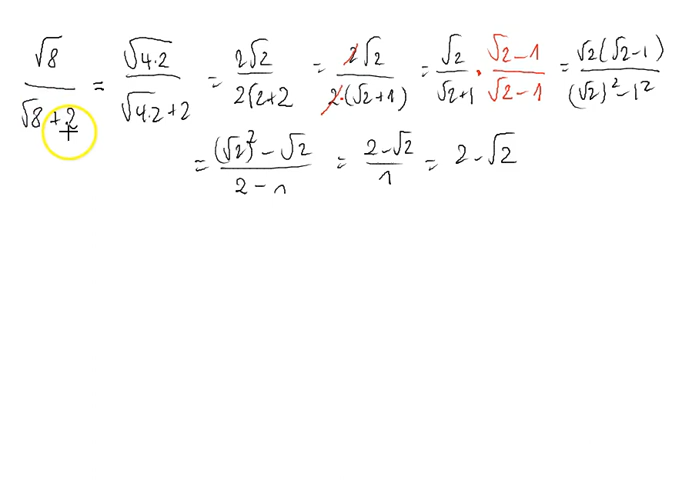 √8/(√8+2) = √4·2/(√4·2+2) = 2√2/(2√2+2) = 2√2/(2·(√2+1)) = √2/(√2+1) · (√2-1)/(√2-1) = √2(√2-1)/((√2)²-1²)
= ((√2)²-√2)/(2-1) = (2-√2)/1 = 2-√2